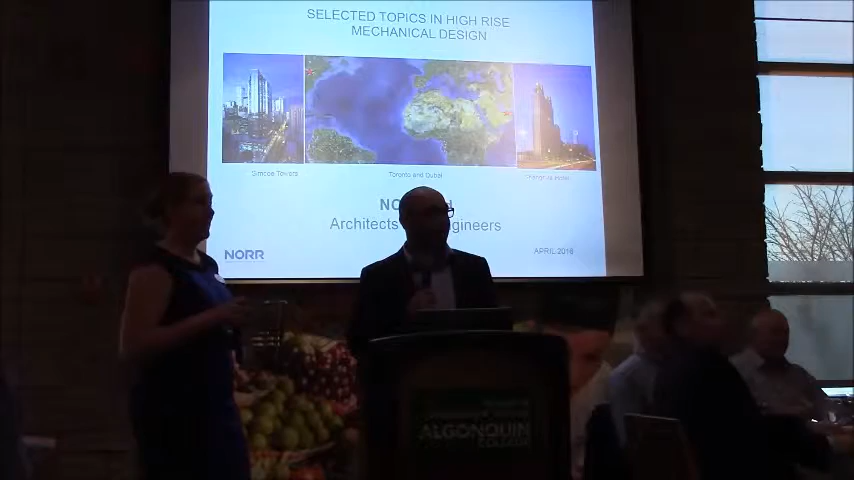 SELECTED TOPICS IN HIGH RISE
MECHANICAL DESIGN
Simcoe Towers
Toronto and Dubai
Architects
gineers
NORR
APRIL.2016
ALGONQUIN
COLLEGE